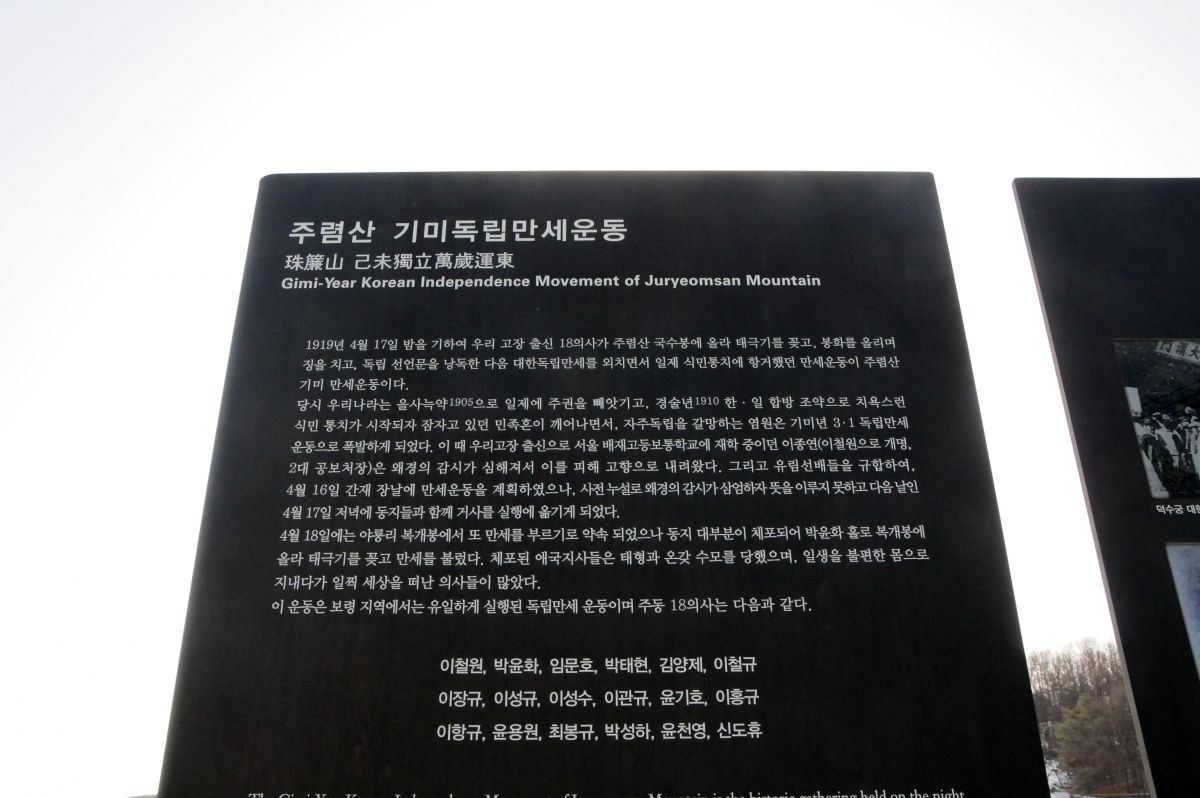 주렴산 기미독립만세운동
珠簾山 己未獨立萬歲運東
Gimi-Year Korean Independence Movement of Juryeomsan Mountain
1919년 4월 17일 밤을 기하여 우리 고장 출신 18의사가 주렴산 국수봉에 올라 태극기를 꽂고, 봉화를 올리며
징을 치고, 독립 선언문을 낭독한 다음 대한독립만세를 외치면서 일제 식민통치에 항거했던 만세운동이 주렴산
기미 만세운동이다.
당시 우리나라는 을사늑약1905으로 일제에 주권을 빼앗기고, 경술년1910 한·일 합방 조약으로 치욕스런
식민 통치가 시작되자 잠자고 있던 민족혼이 깨어나면서, 자주독립을 갈망하는 염원은 기미년 3·1 독립만세
운동으로 폭발하게 되었다. 이 때 우리고장 출신으로 서울 배재고등보통학교에 재학 중이던 이종연(이철원으로 개명,
2대 공보처장)은 왜경의 감시가 심해져서 이를 피해 고향으로 내려왔다. 그리고 유림선배들을 규합하여,
4월 16일 간재 장날에 만세운동을 계획하였으나, 사전 누설로 왜경의 감시가 삼엄하자 뜻을 이루지 못하고 다음 날인
4월 17일 저녁에 동지들과 함께 거사를 실행에 옮기게 되었다.
4월 18일에는 야룡리 복개봉에서 또 만세를 부르기로 약속 되었으나 동지 대부분이 체포되어 박윤화 홀로 복개봉에
올라 태극기를 꽂고 만세를 불렀다. 체포된 애국지사들은 태형과 온갖 수모를 당했으며, 일생을 불편한 몸으로
지내다가 일찍 세상을 떠난 의사들이 많았다.
이 운동은 보령 지역에서는 유일하게 실행된 독립만세 운동이며 주동 18의사는 다음과 같다.
이철원, 박윤화, 임문호, 박태현, 김양제, 이철규
이장규, 이성규, 이성수, 이관규, 윤기호, 이홍규
이항규, 윤용원, 최봉규, 박성하, 윤천영, 신도휴
The Gimi-Year Korean Independence Movement of Juryeomsan Mountain is the historic gathering held on the night
덕수궁 대한